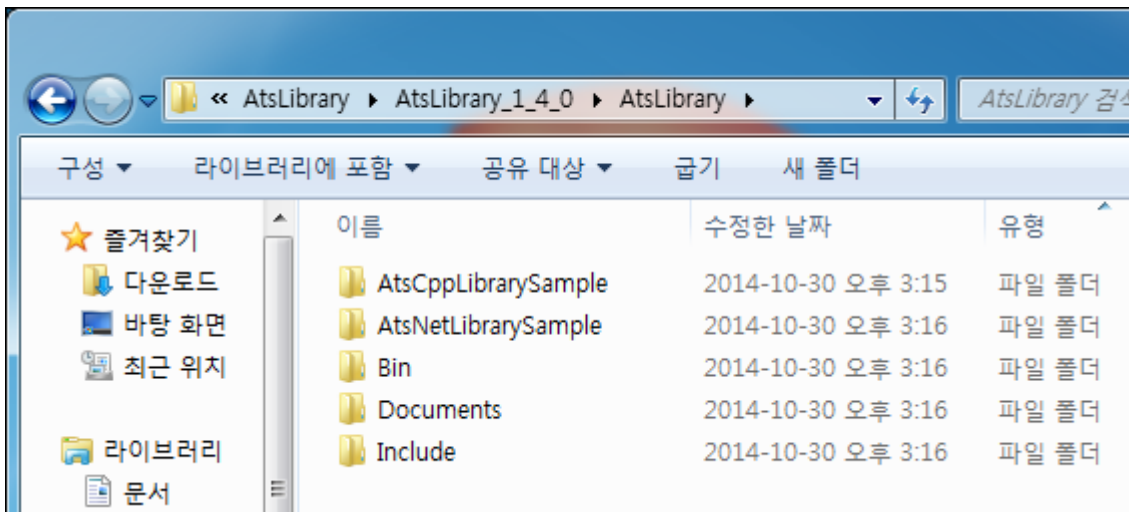 « AtsLibrary ▸ AtsLibrary_1_4_0 ▸ AtsLibrary ▸ AtsLibrary
구성 ▼ 라이브러리에 포함 ▼ 공유 대상 ▼ 굽기 새 폴더
이름 수정한 날짜 유형
즐겨찾기
다운로드
바탕 화면
최근 위치
라이브러리
문서
AtsCppLibrarySample 2014-10-30 오후 3:15 파일 폴더
AtsNetLibrarySample 2014-10-30 오후 3:16 파일 폴더
Bin 2014-10-30 오후 3:16 파일 폴더
Documents 2014-10-30 오후 3:16 파일 폴더
Include 2014-10-30 오후 3:16 파일 폴더